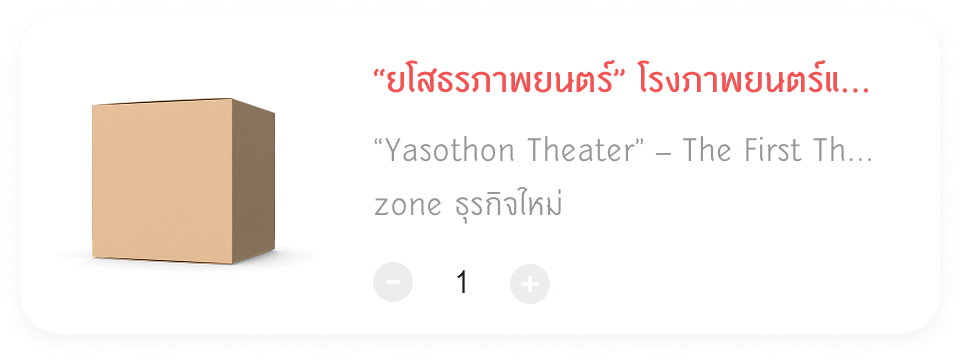 “ยโสธรภาพยนตร์” โรงภาพยนตร์แ...
“Yasothon Theater” – The First Th...
zone ธุรกิจใหม่
− 1 +